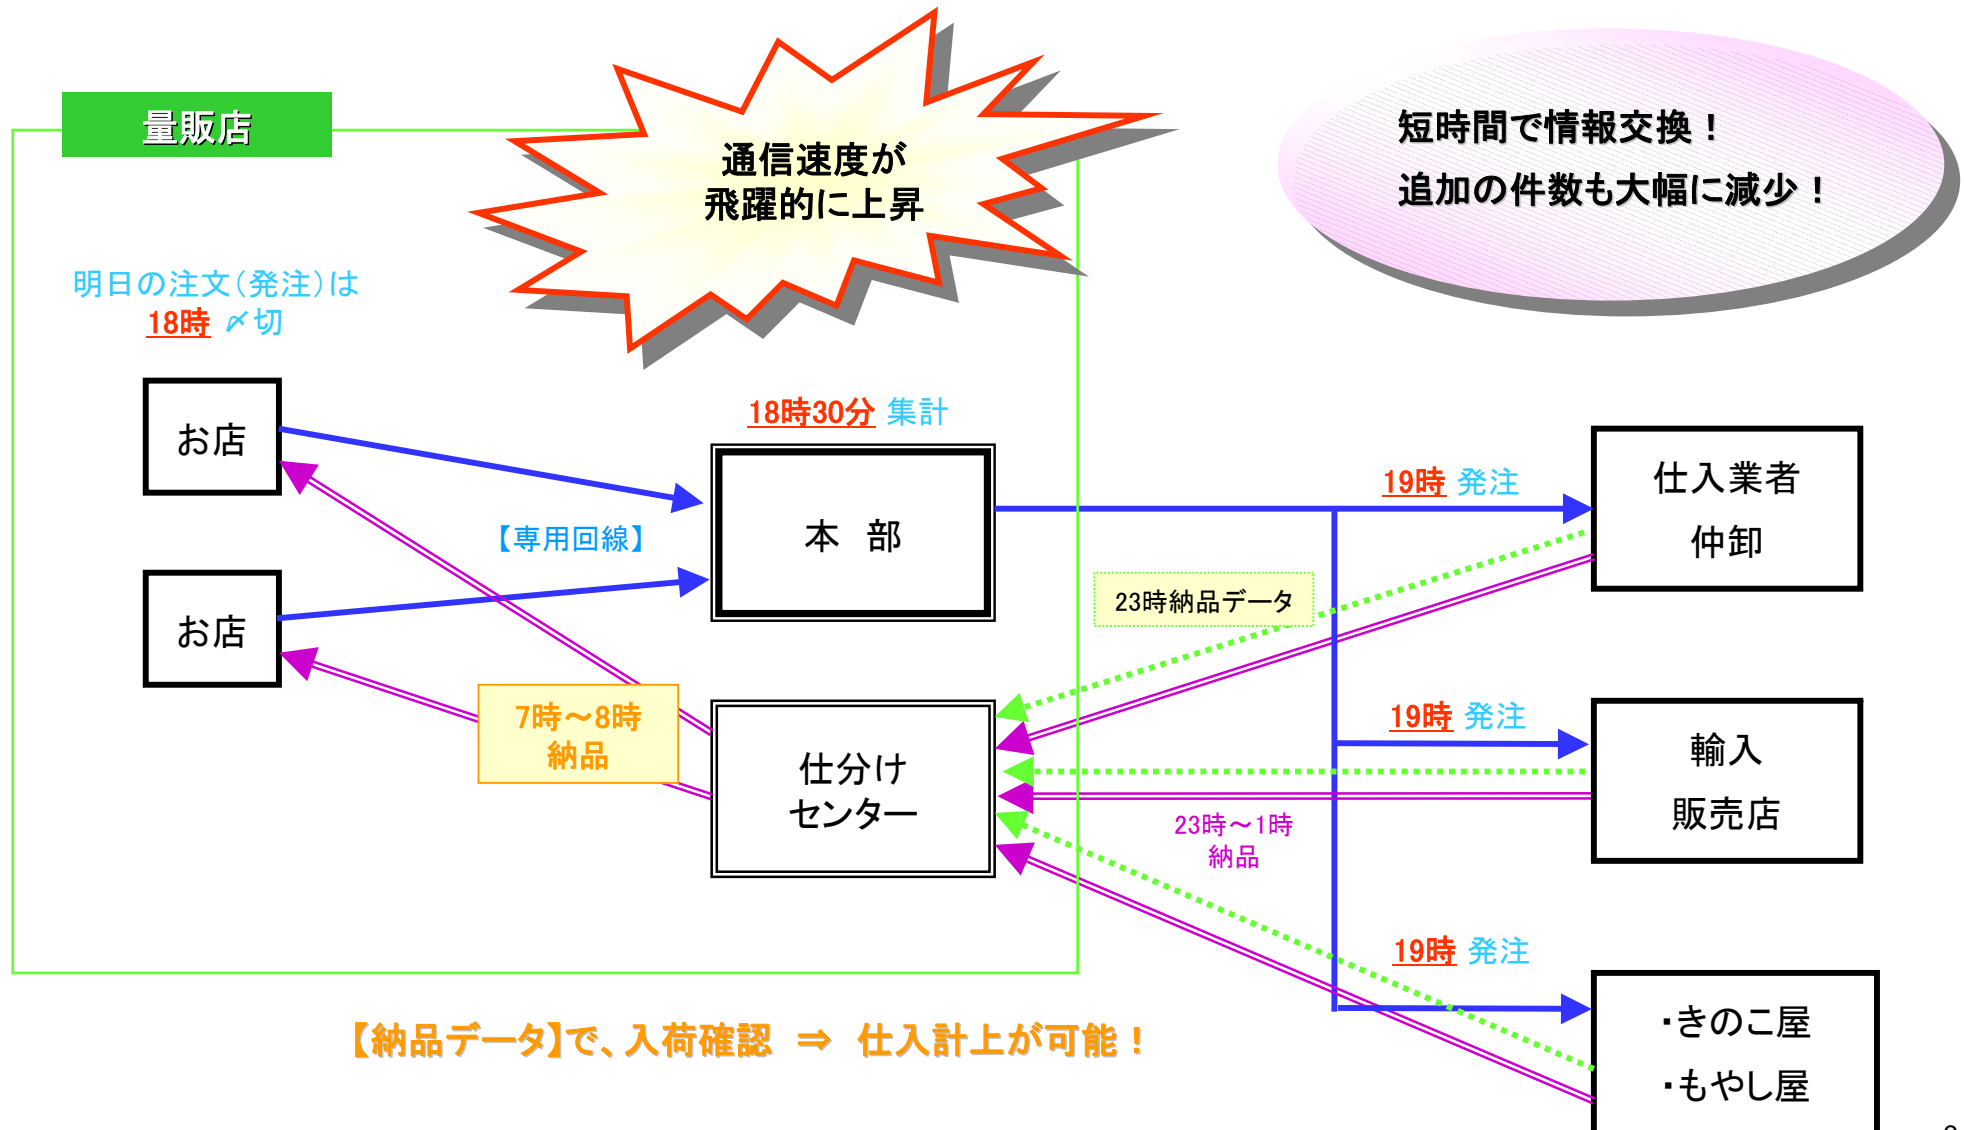 量販店
通信速度が
飛躍的に上昇
短時間で情報交換！
追加の件数も大幅に減少！
明日の注文（発注）は
18時 〆切
お店
お店
【専用回線】
18時30分 集計
本 部
19時 発注
仕入業者
仲卸
23時納品データ
7時～8時
納品
仕分け
センター
19時 発注
輸入
販売店
23時～1時
納品
19時 発注
・きのこ屋
・もやし屋
【納品データ】で、入荷確認 ⇒ 仕入計上が可能！